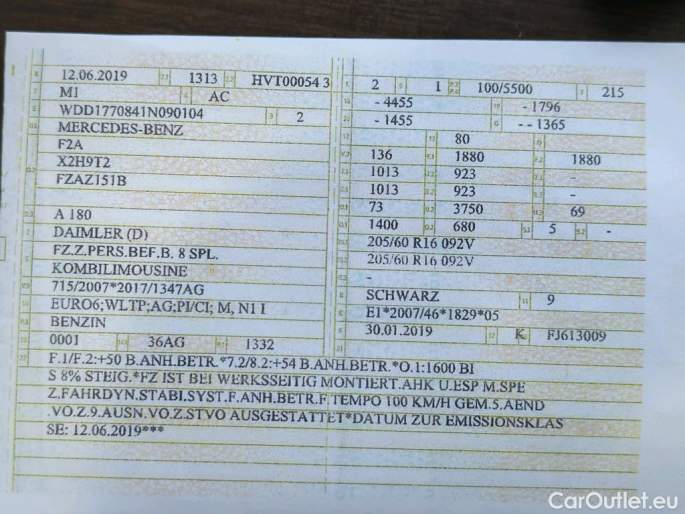 12.06.2019 1313 HVT00054 3
M1 AC
WDD1770841N090104 2
MERCEDES-BENZ
F2A
X2H9T2
FZAZ151B
A 180
DAIMLER (D)
FZ.Z.PERS.BEF.B. 8 SPL.
KOMBILIMOUSINE
715/2007*2017/1347AG
EURO6;WLTP;AG;PI/CI; M, N1 I
BENZIN
0001 36AG 1332
2 1 100/5500 215
- 4455 - -1796
- 1455 - - 1365
80
136 1880 1880
1013 923 -
1013 923 -
73 3750 69
1400 680 5 -
205/60 R16 092V
205/60 R16 092V
-
SCHWARZ 9
E1*2007/46*1829*05
30.01.2019 K FJ613009
F.1/F.2:+50 B.ANH.BETR.*7.2/8.2:+54 B.ANH.BETR.*O.1:1600 BI
S 8% STEIG.*FZ IST BEI WERKSSEITIG MONTIERT.AHK U.ESP M.SPE
Z.FAHRDYN.STABI.SYST.F.ANH.BETR.F.TEMPO 100 KM/H GEM.5.AEND
.VO.Z.9.AUSN.VO.Z.STVO AUSGESTATTET*DATUM ZUR EMISSIONSKLAS
SE: 12.06.2019***
CarOutlet.eu